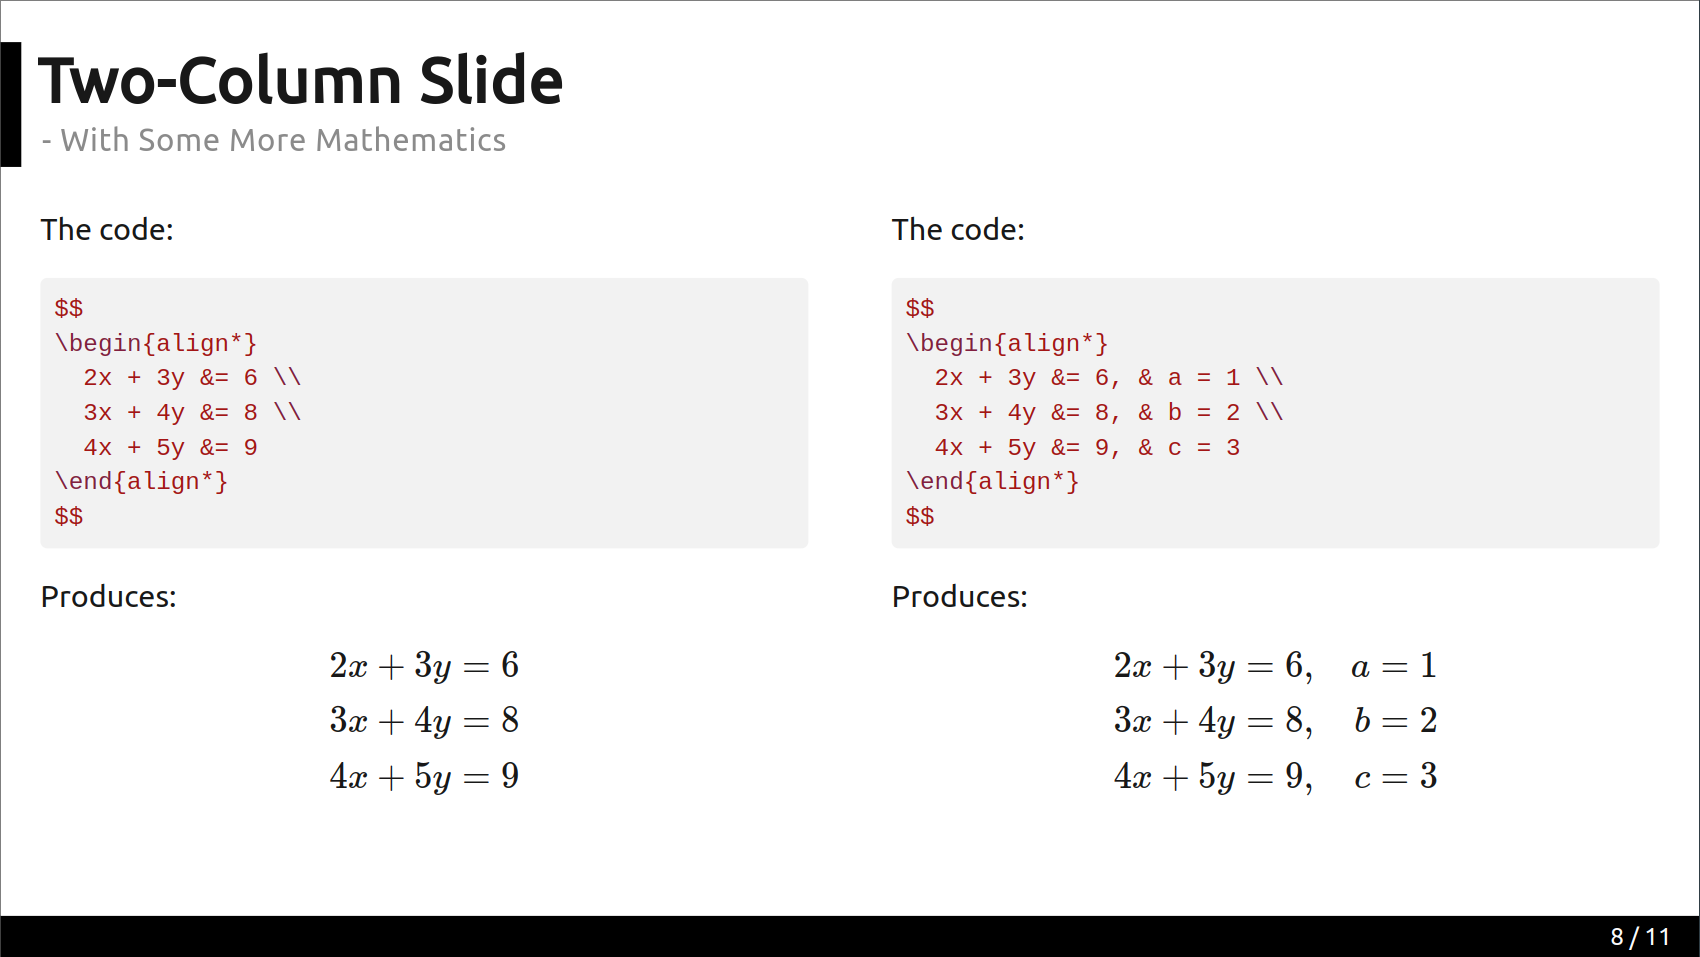 Two-Column Slide
- With Some More Mathematics
The code:
$$
\begin{align*}
  2x + 3y &= 6 \\
  3x + 4y &= 8 \\
  4x + 5y &= 9
\end{align*}
$$
Produces:
2x + 3y = 6
3x + 4y = 8
4x + 5y = 9
The code:
$$
\begin{align*}
  2x + 3y &= 6, & a = 1 \\
  3x + 4y &= 8, & b = 2 \\
  4x + 5y &= 9, & c = 3
\end{align*}
$$
Produces:
2x + 3y = 6, a = 1
3x + 4y = 8, b = 2
4x + 5y = 9, c = 3
8 / 11